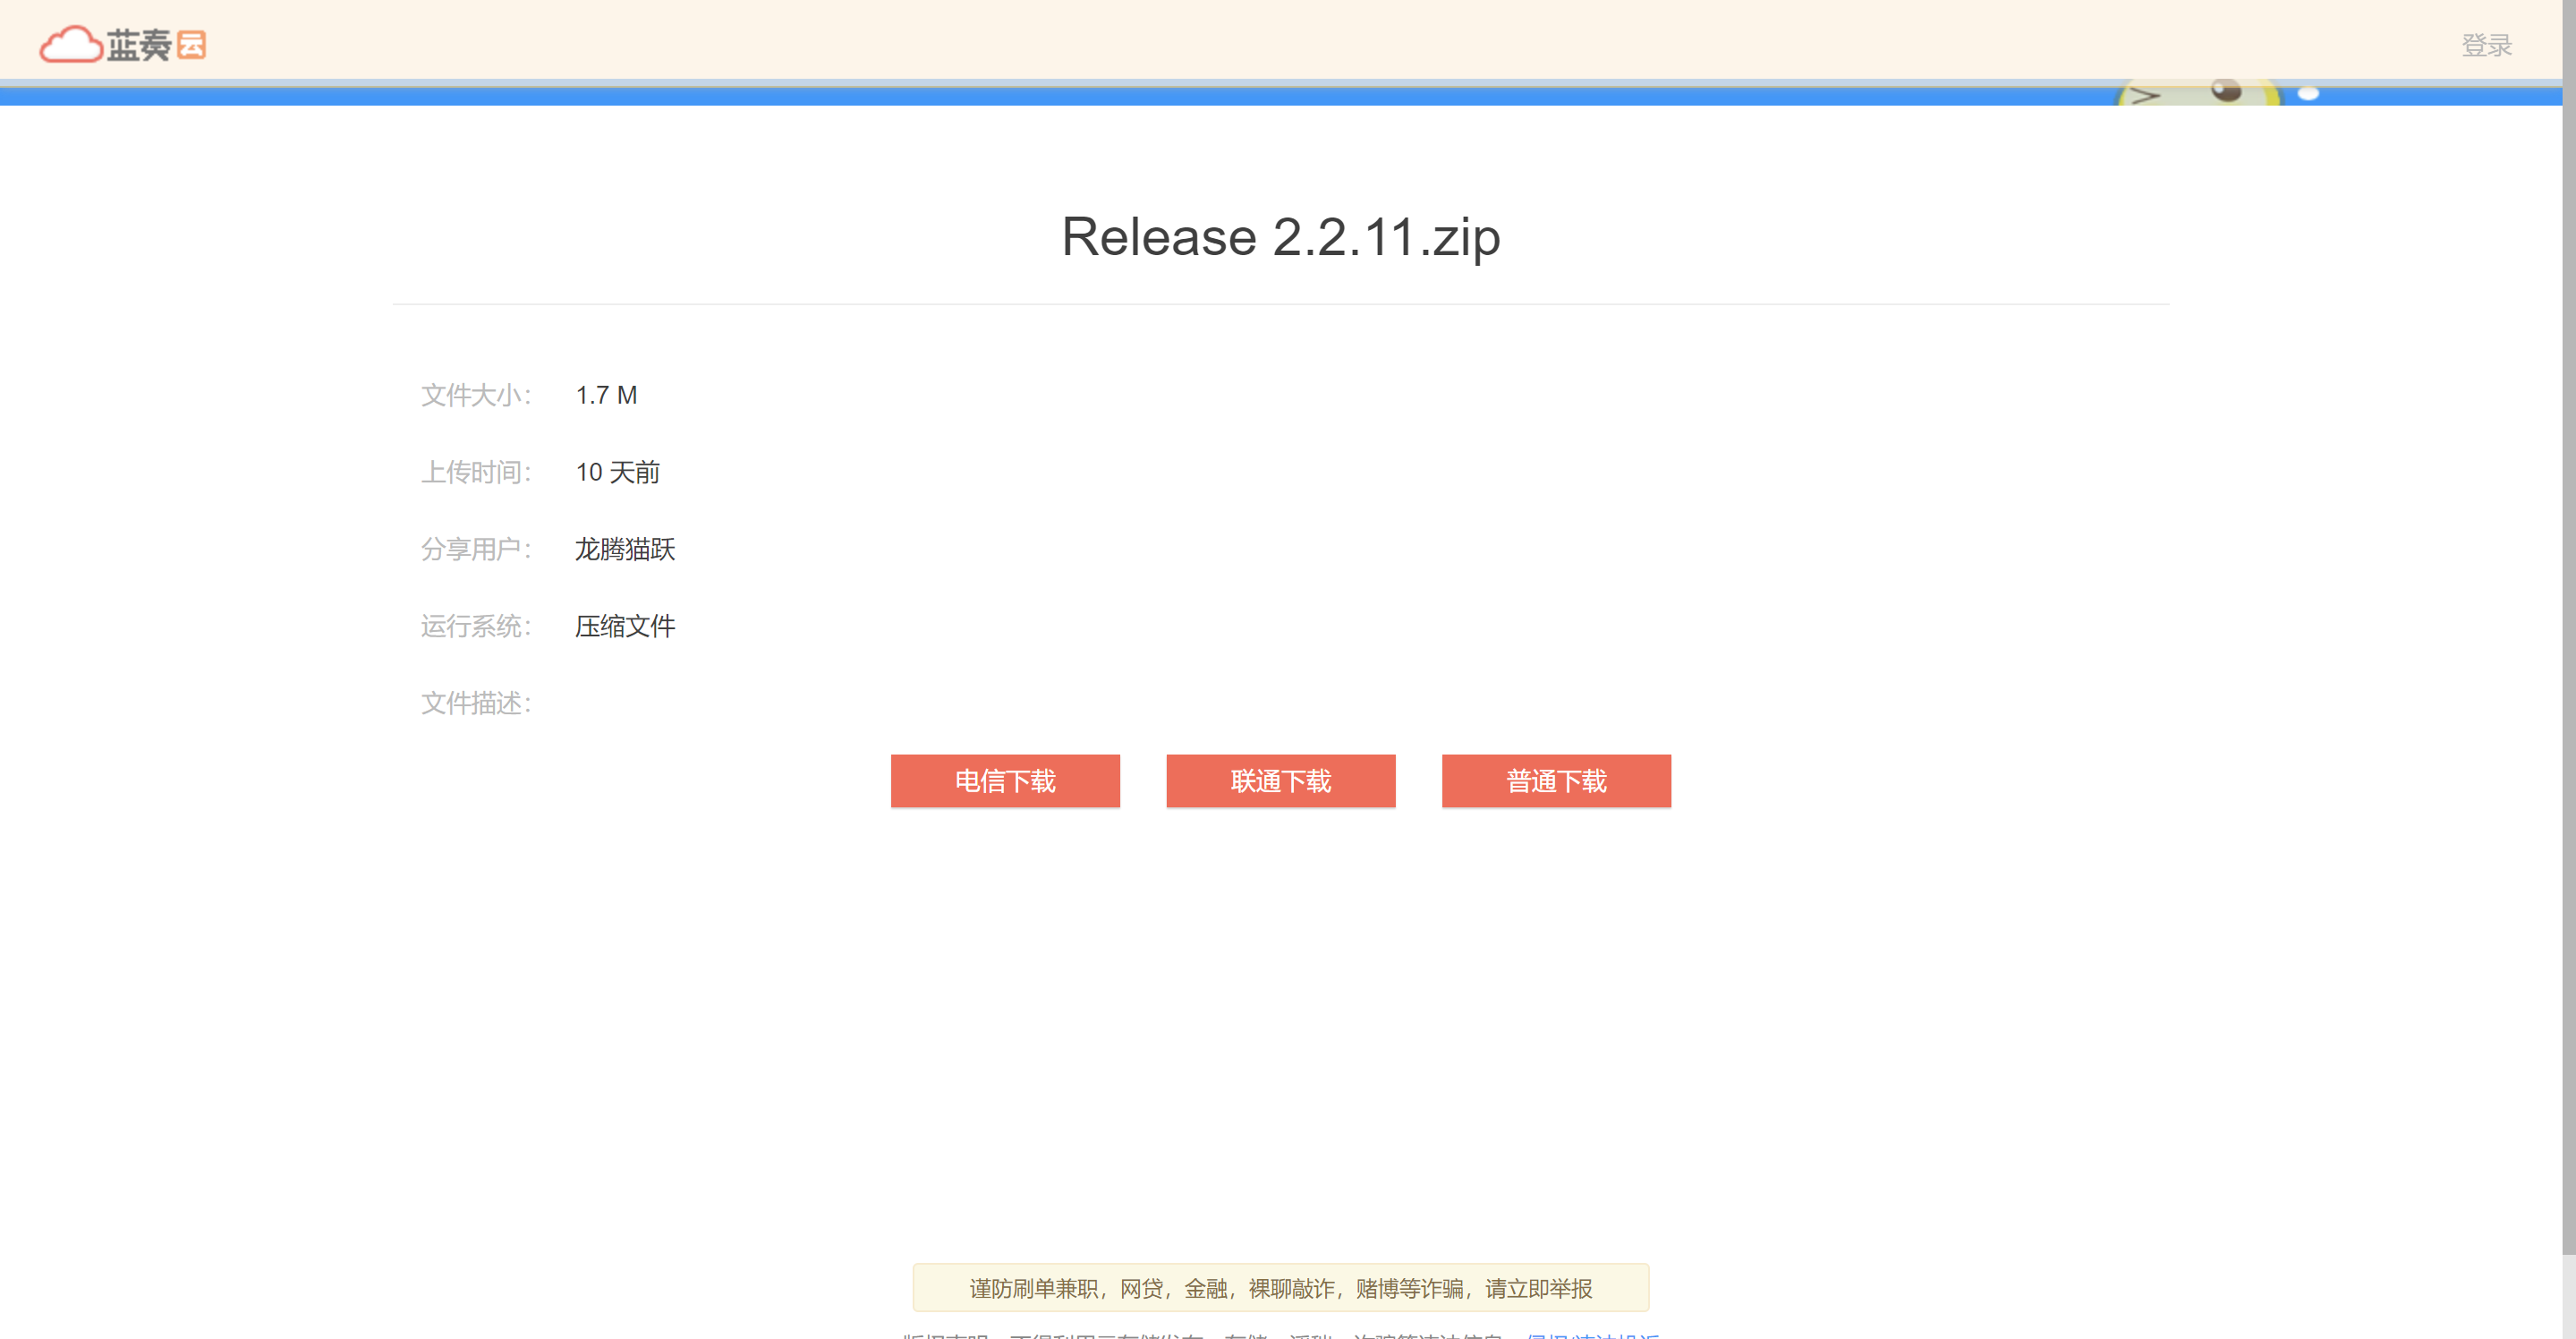 蓝奏云
登录
Release 2.2.11.zip
文件大小： 1.7 M
上传时间： 10 天前
分享用户： 龙腾猫跃
运行系统： 压缩文件
文件描述：
电信下载 联通下载 普通下载
谨防刷单兼职，网贷，金融，裸聊敲诈，赌博等诈骗，请立即举报